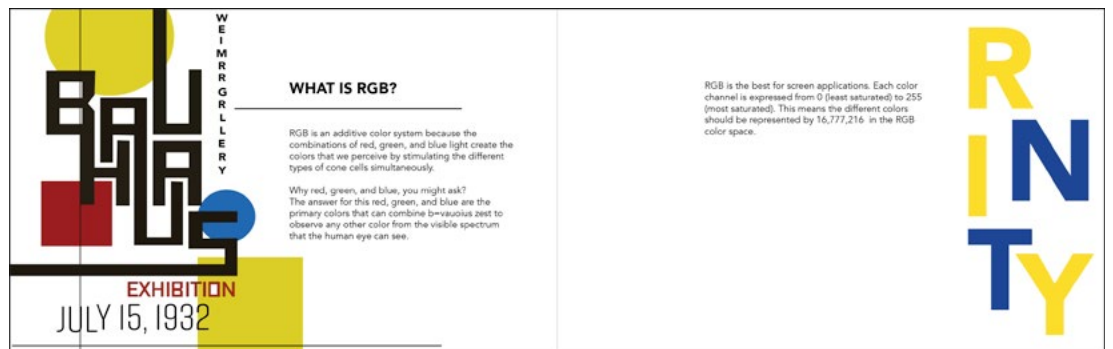 WEIMRR GRLLERY
BAU
HAUS
EXHIBITION
JULY 15, 1932
WHAT IS RGB?
RGB is an additive color system because the
combinations of red, green, and blue light create the
colors that we perceive by stimulating the different
types of cone cells simultaneously.
Why red, green, and blue, you might ask?
The answer for this red, green, and blue are the
primary colors that can combine b=vauoius zest to
observe any other color from the visible spectrum
that the human eye can see.
RGB is the best for screen applications. Each color
channel is expressed from 0 (least saturated) to 255
(most saturated). This means the different colors
should be represented by 16,777,216 in the RGB
color space.
R
IN
TY